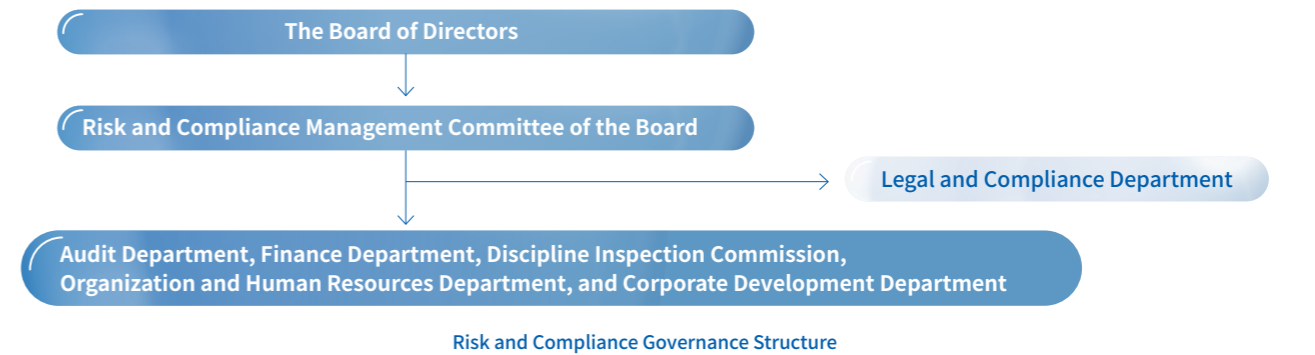 The Board of Directors
Risk and Compliance Management Committee of the Board
Legal and Compliance Department
Audit Department, Finance Department, Discipline Inspection Commission,
Organization and Human Resources Department, and Corporate Development Department
Risk and Compliance Governance Structure